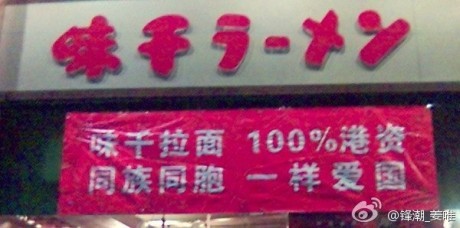 味千ラーメン
味千拉面 100%港资
同族同胞 一样爱国
@鋒潮_姜唯